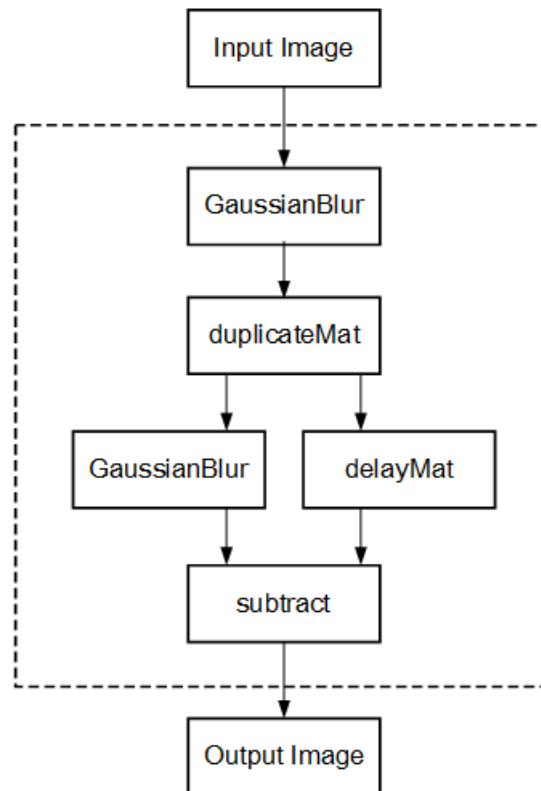 Input Image
GaussianBlur
duplicateMat
GaussianBlur
delayMat
subtract
Output Image